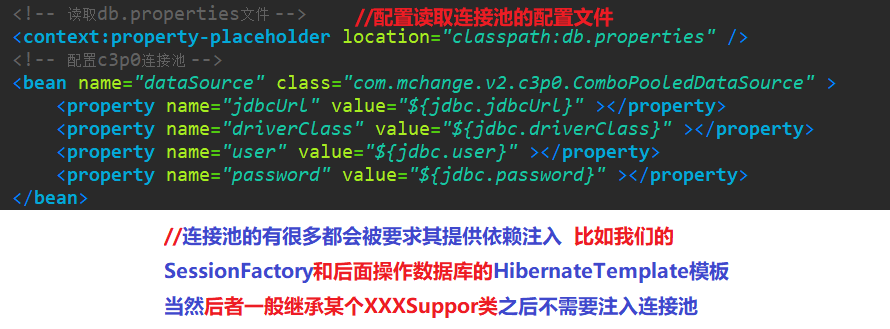 <!-- 读取db.properties文件 --> //配置读取连接池的配置文件
<context:property-placeholder location="classpath:db.properties" />
<!-- 配置c3p0连接池 -->
<bean name="dataSource" class="com.mchange.v2.c3p0.ComboPooledDataSource" >
<property name="jdbcUrl" value="${jdbc.jdbcUrl}" ></property>
<property name="driverClass" value="${jdbc.driverClass}" ></property>
<property name="user" value="${jdbc.user}" ></property>
<property name="password" value="${jdbc.password}" ></property>
</bean>
//连接池的有很多都会被要求其提供依赖注入 比如我们的
SessionFactory和后面操作数据库的HibernateTemplate模板
当然后者一般继承某个XXXSuppor类之后不需要注入连接池